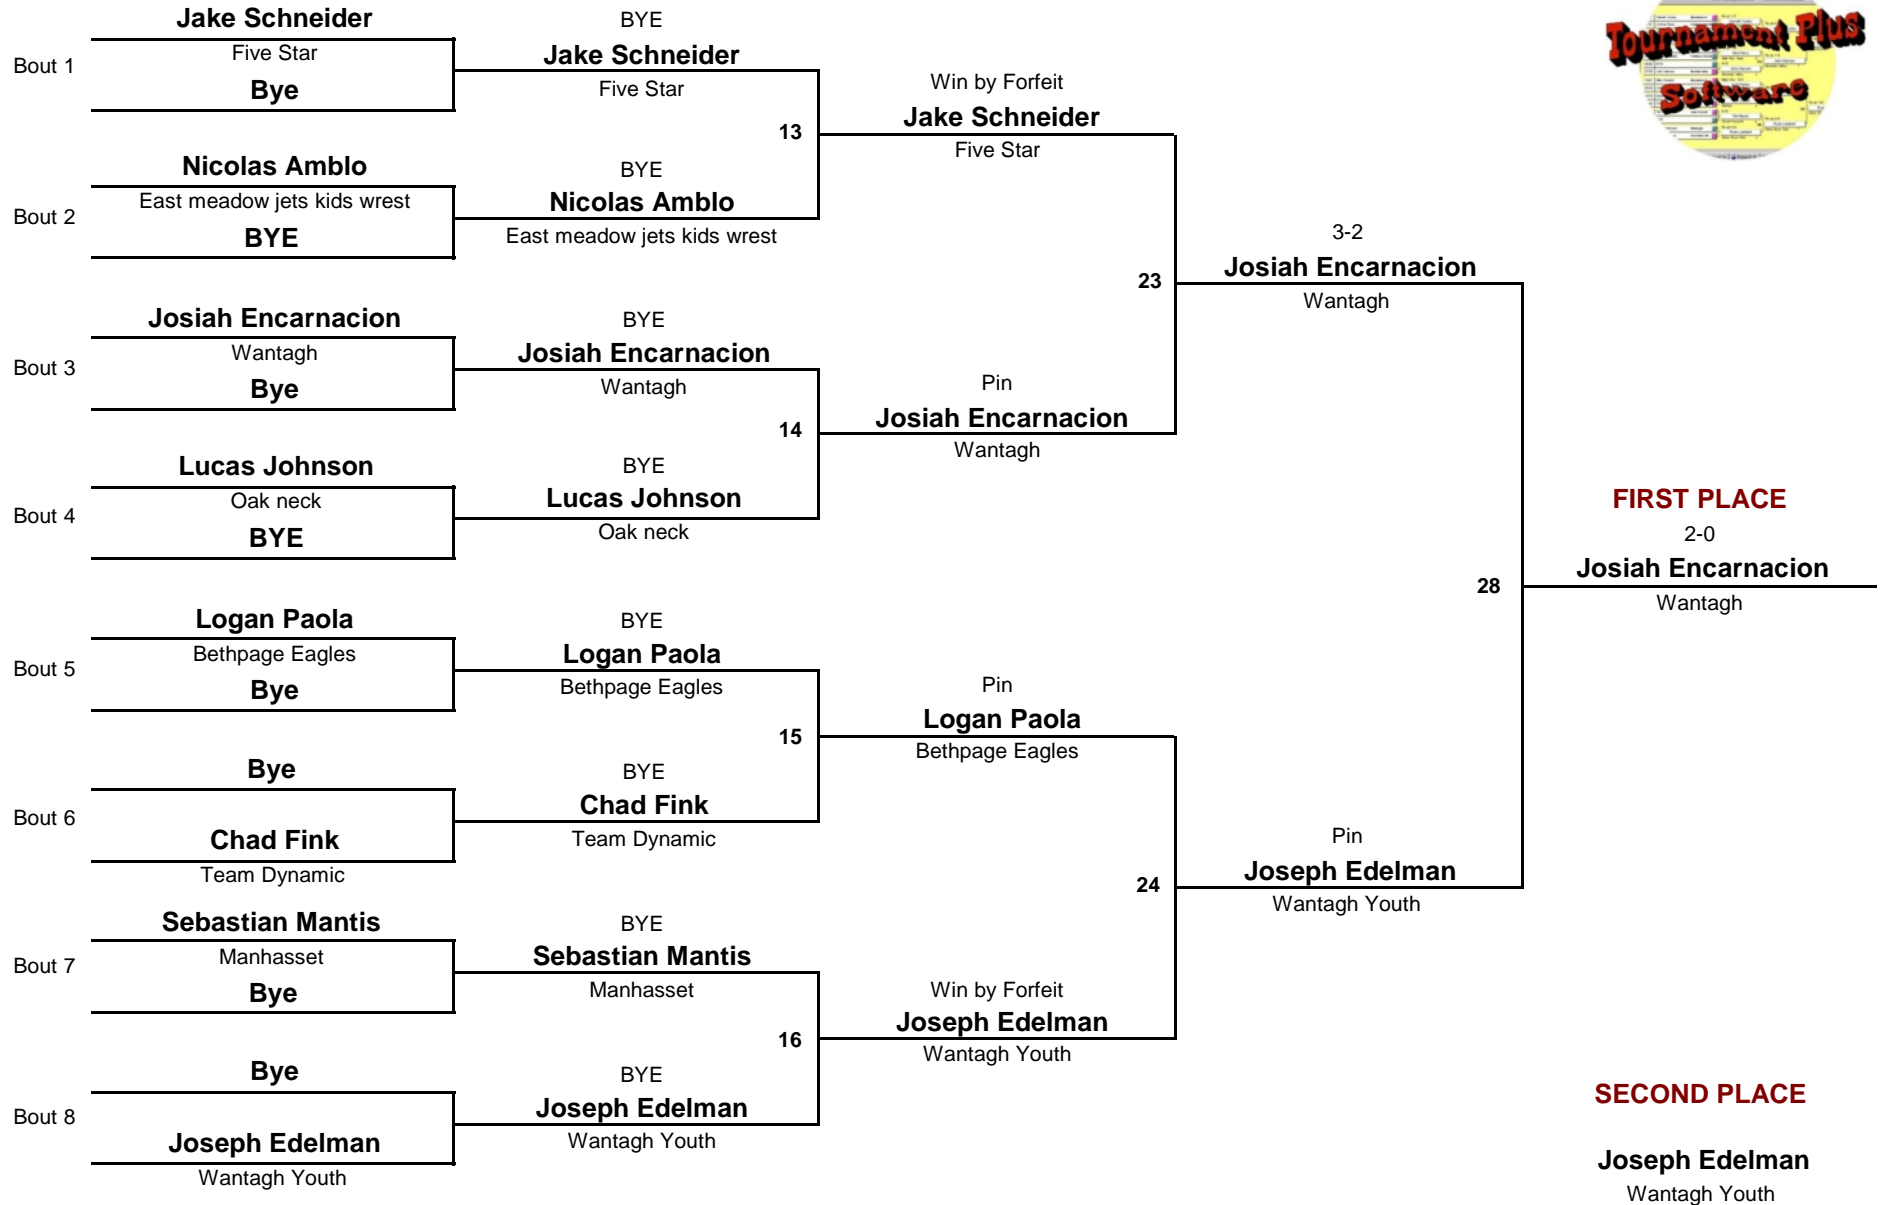 Jake Schneider
Five Star
Bout 1
Bye
Nicolas Amblo
East meadow jets kids wrest
Bout 2
BYE
Josiah Encarnacion
Wantagh
Bout 3
Bye
Lucas Johnson
Oak neck
Bout 4
BYE
Logan Paola
Bethpage Eagles
Bout 5
Bye
Bye
Bout 6
Chad Fink
Team Dynamic
Sebastian Mantis
Manhasset
Bout 7
Bye
Bye
Bout 8
Joseph Edelman
Wantagh Youth
BYE
Jake Schneider
Five Star
13
BYE
Nicolas Amblo
East meadow jets kids wrest
BYE
Josiah Encarnacion
Wantagh
14
BYE
Lucas Johnson
Oak neck
BYE
Logan Paola
Bethpage Eagles
15
BYE
Chad Fink
Team Dynamic
BYE
Sebastian Mantis
Manhasset
16
BYE
Joseph Edelman
Wantagh Youth
Win by Forfeit
Jake Schneider
Five Star
23
Pin
Josiah Encarnacion
Wantagh
Pin
Logan Paola
Bethpage Eagles
24
Win by Forfeit
Joseph Edelman
Wantagh Youth
3-2
Josiah Encarnacion
Wantagh
28
Pin
Joseph Edelman
Wantagh Youth
Tournament Plus
Software
FIRST PLACE
2-0
Josiah Encarnacion
Wantagh
SECOND PLACE
Joseph Edelman
Wantagh Youth